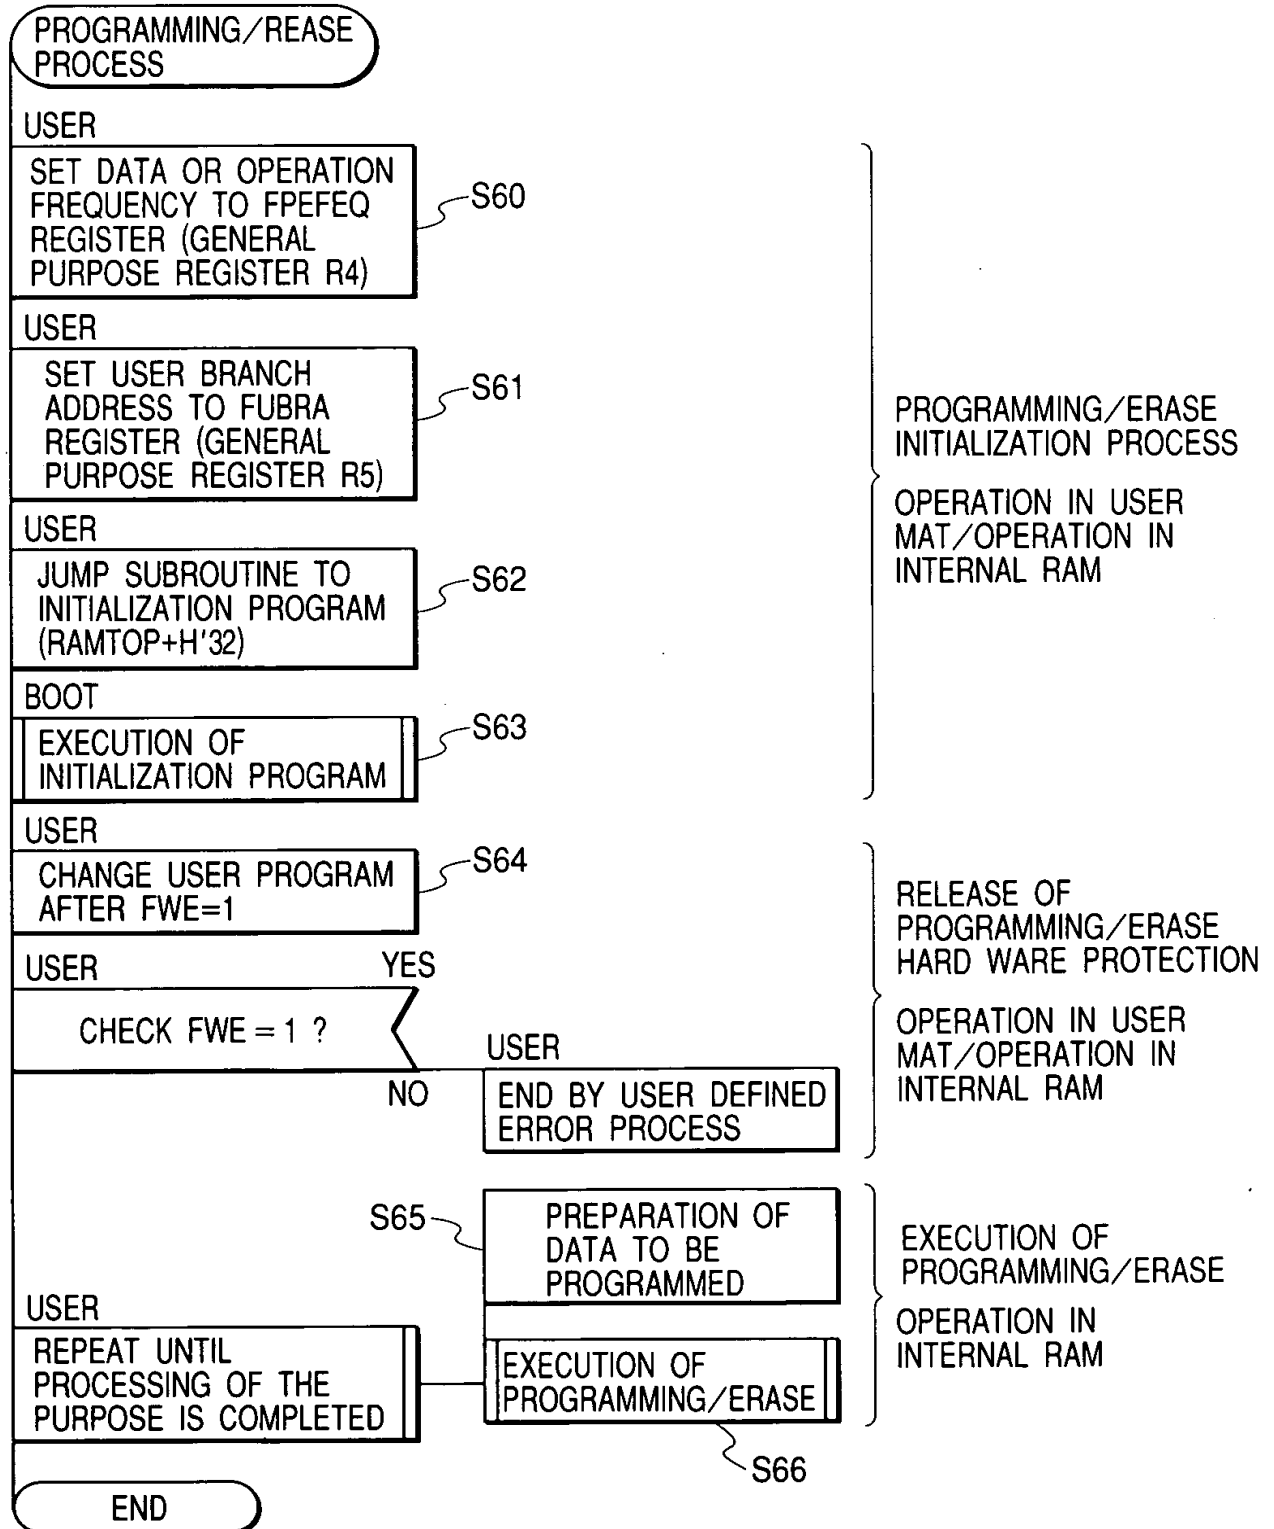 PROGRAMMING/REASE
PROCESS
USER
SET DATA OR OPERATION
FREQUENCY TO FPEFEQ
REGISTER (GENERAL
PURPOSE REGISTER R4)
S60
USER
SET USER BRANCH
ADDRESS TO FUBRA
REGISTER (GENERAL
PURPOSE REGISTER R5)
S61
USER
JUMP SUBROUTINE TO
INITIALIZATION PROGRAM
(RAMTOP+H'32)
S62
BOOT
EXECUTION OF
INITIALIZATION PROGRAM
S63
PROGRAMMING/ERASE
INITIALIZATION PROCESS
OPERATION IN USER
MAT/OPERATION IN
INTERNAL RAM
USER
CHANGE USER PROGRAM
AFTER FWE=1
S64
USER
YES
CHECK FWE = 1 ?
NO
USER
END BY USER DEFINED
ERROR PROCESS
RELEASE OF
PROGRAMMING/ERASE
HARD WARE PROTECTION
OPERATION IN USER
MAT/OPERATION IN
INTERNAL RAM
S65
PREPARATION OF
DATA TO BE
PROGRAMMED
USER
REPEAT UNTIL
PROCESSING OF THE
PURPOSE IS COMPLETED
EXECUTION OF
PROGRAMMING/ERASE
S66
EXECUTION OF
PROGRAMMING/ERASE
OPERATION IN
INTERNAL RAM
END